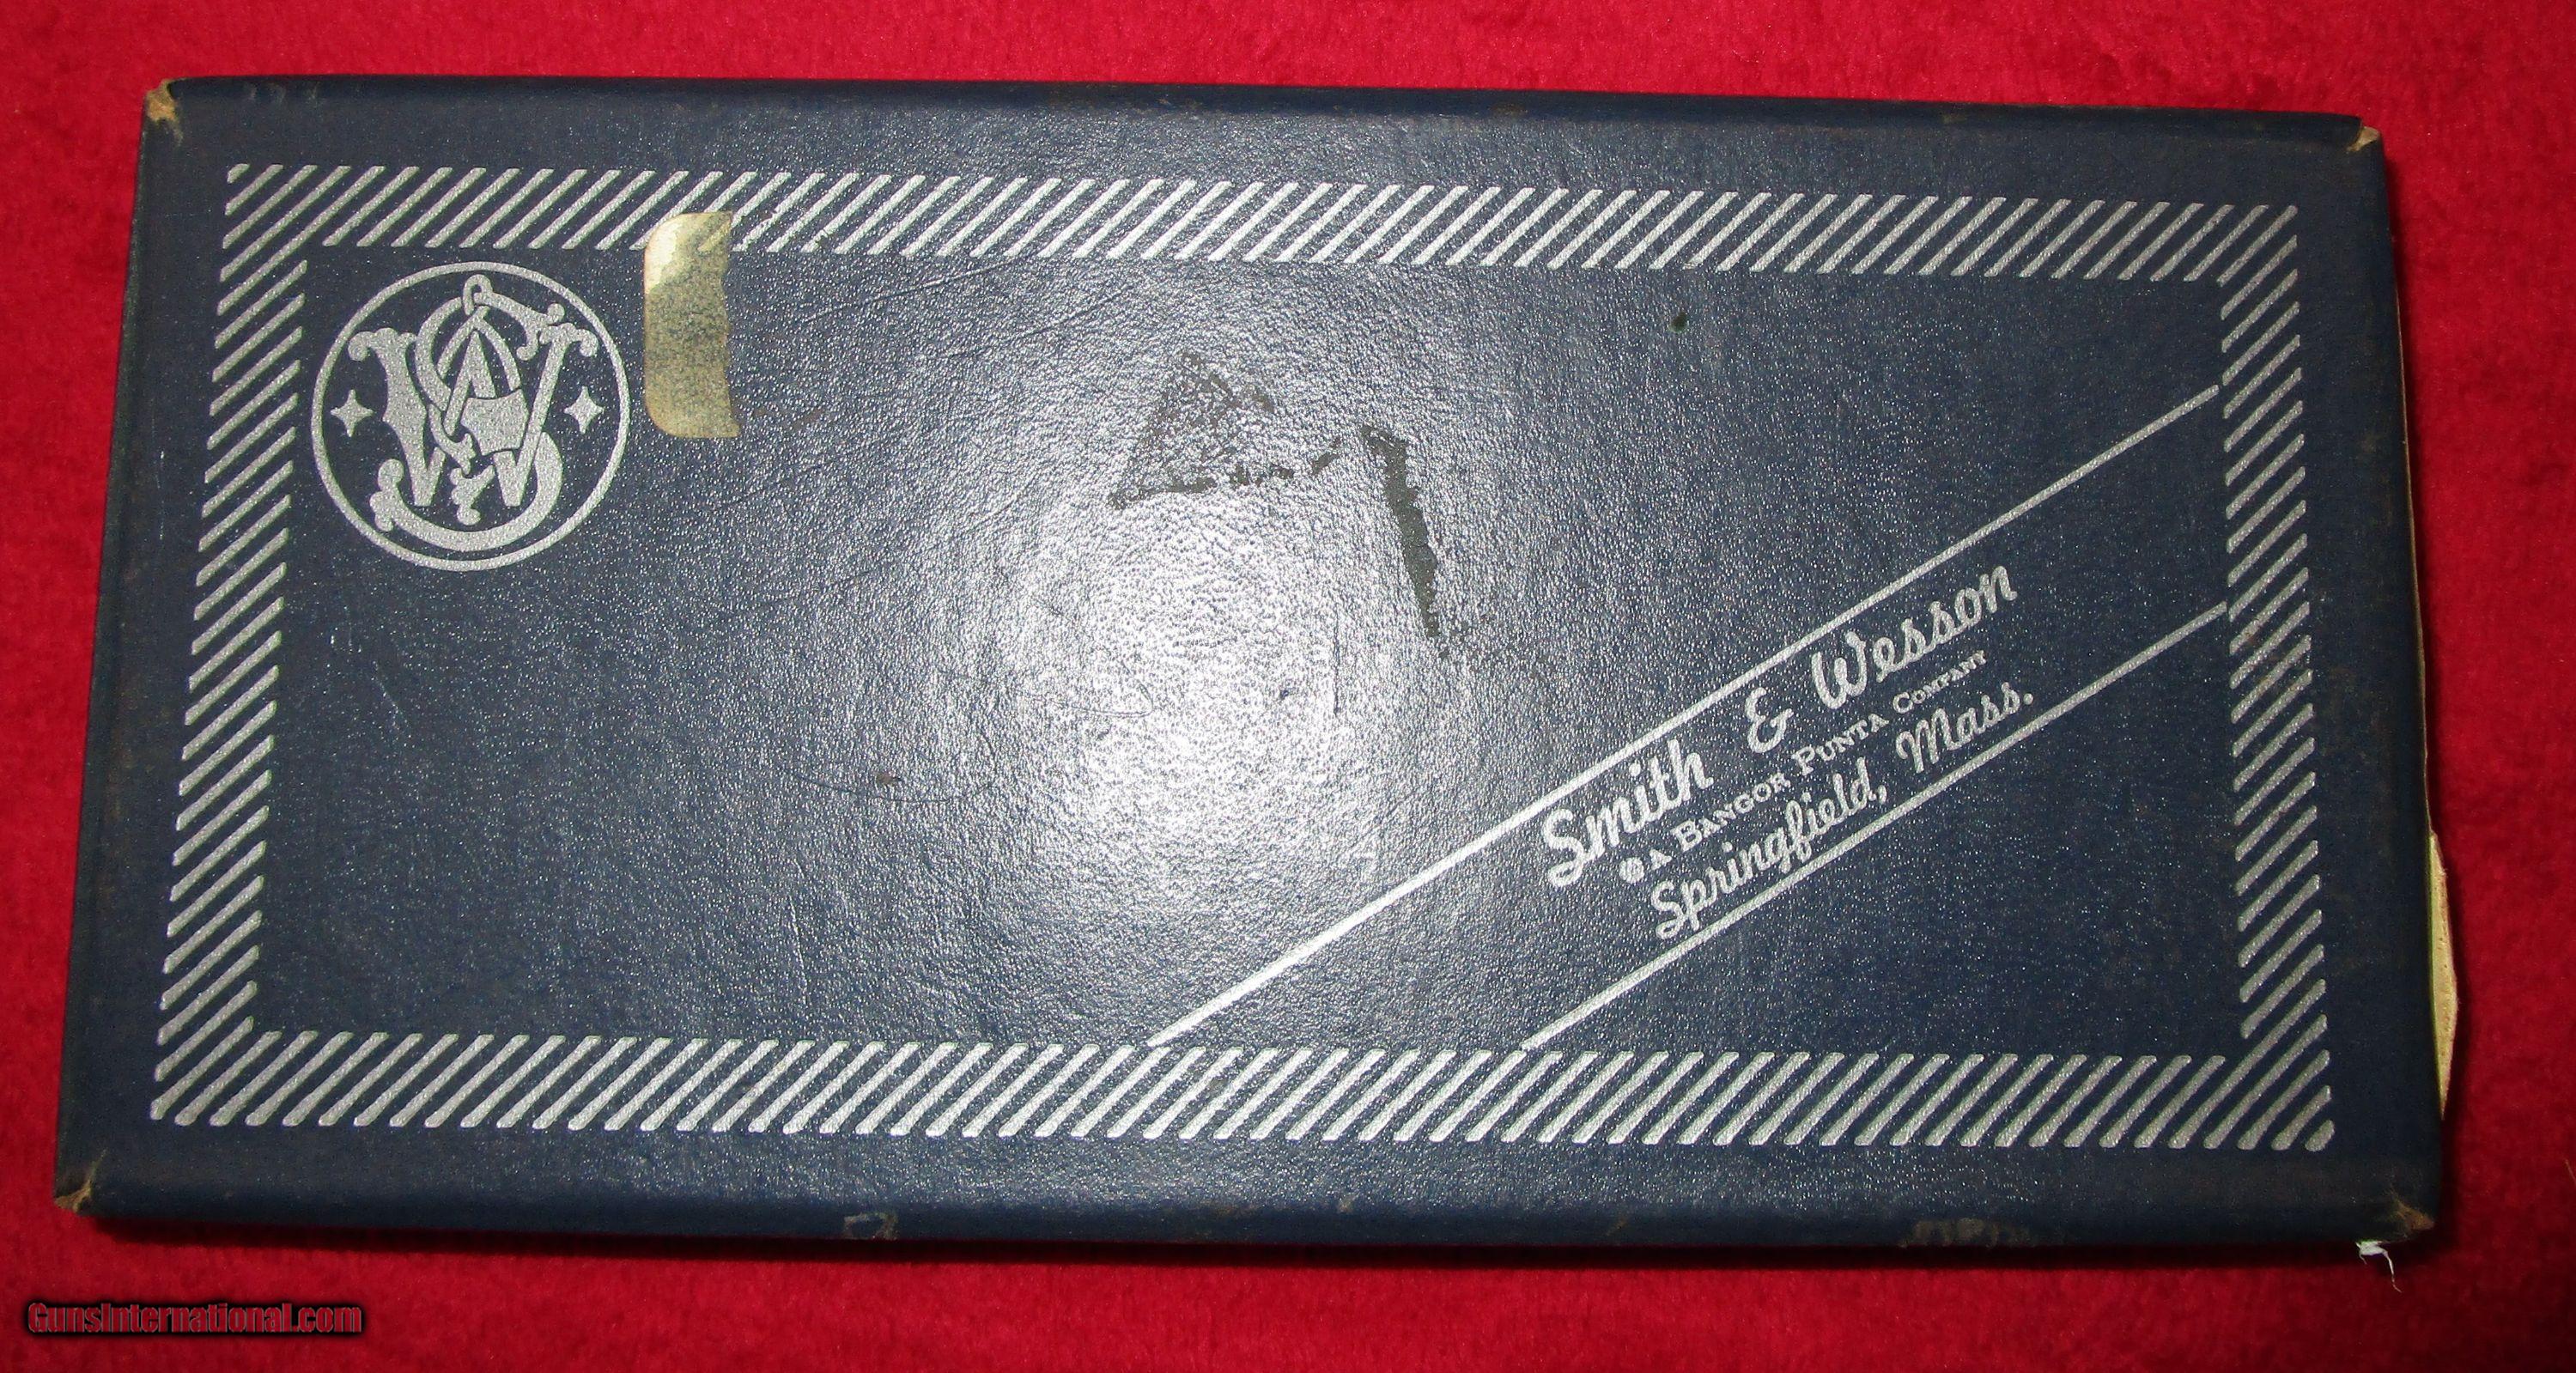 Smith & Wesson
A BANGOR PUNTA COMPANY
Springfield, Mass.
GunsInternational.com